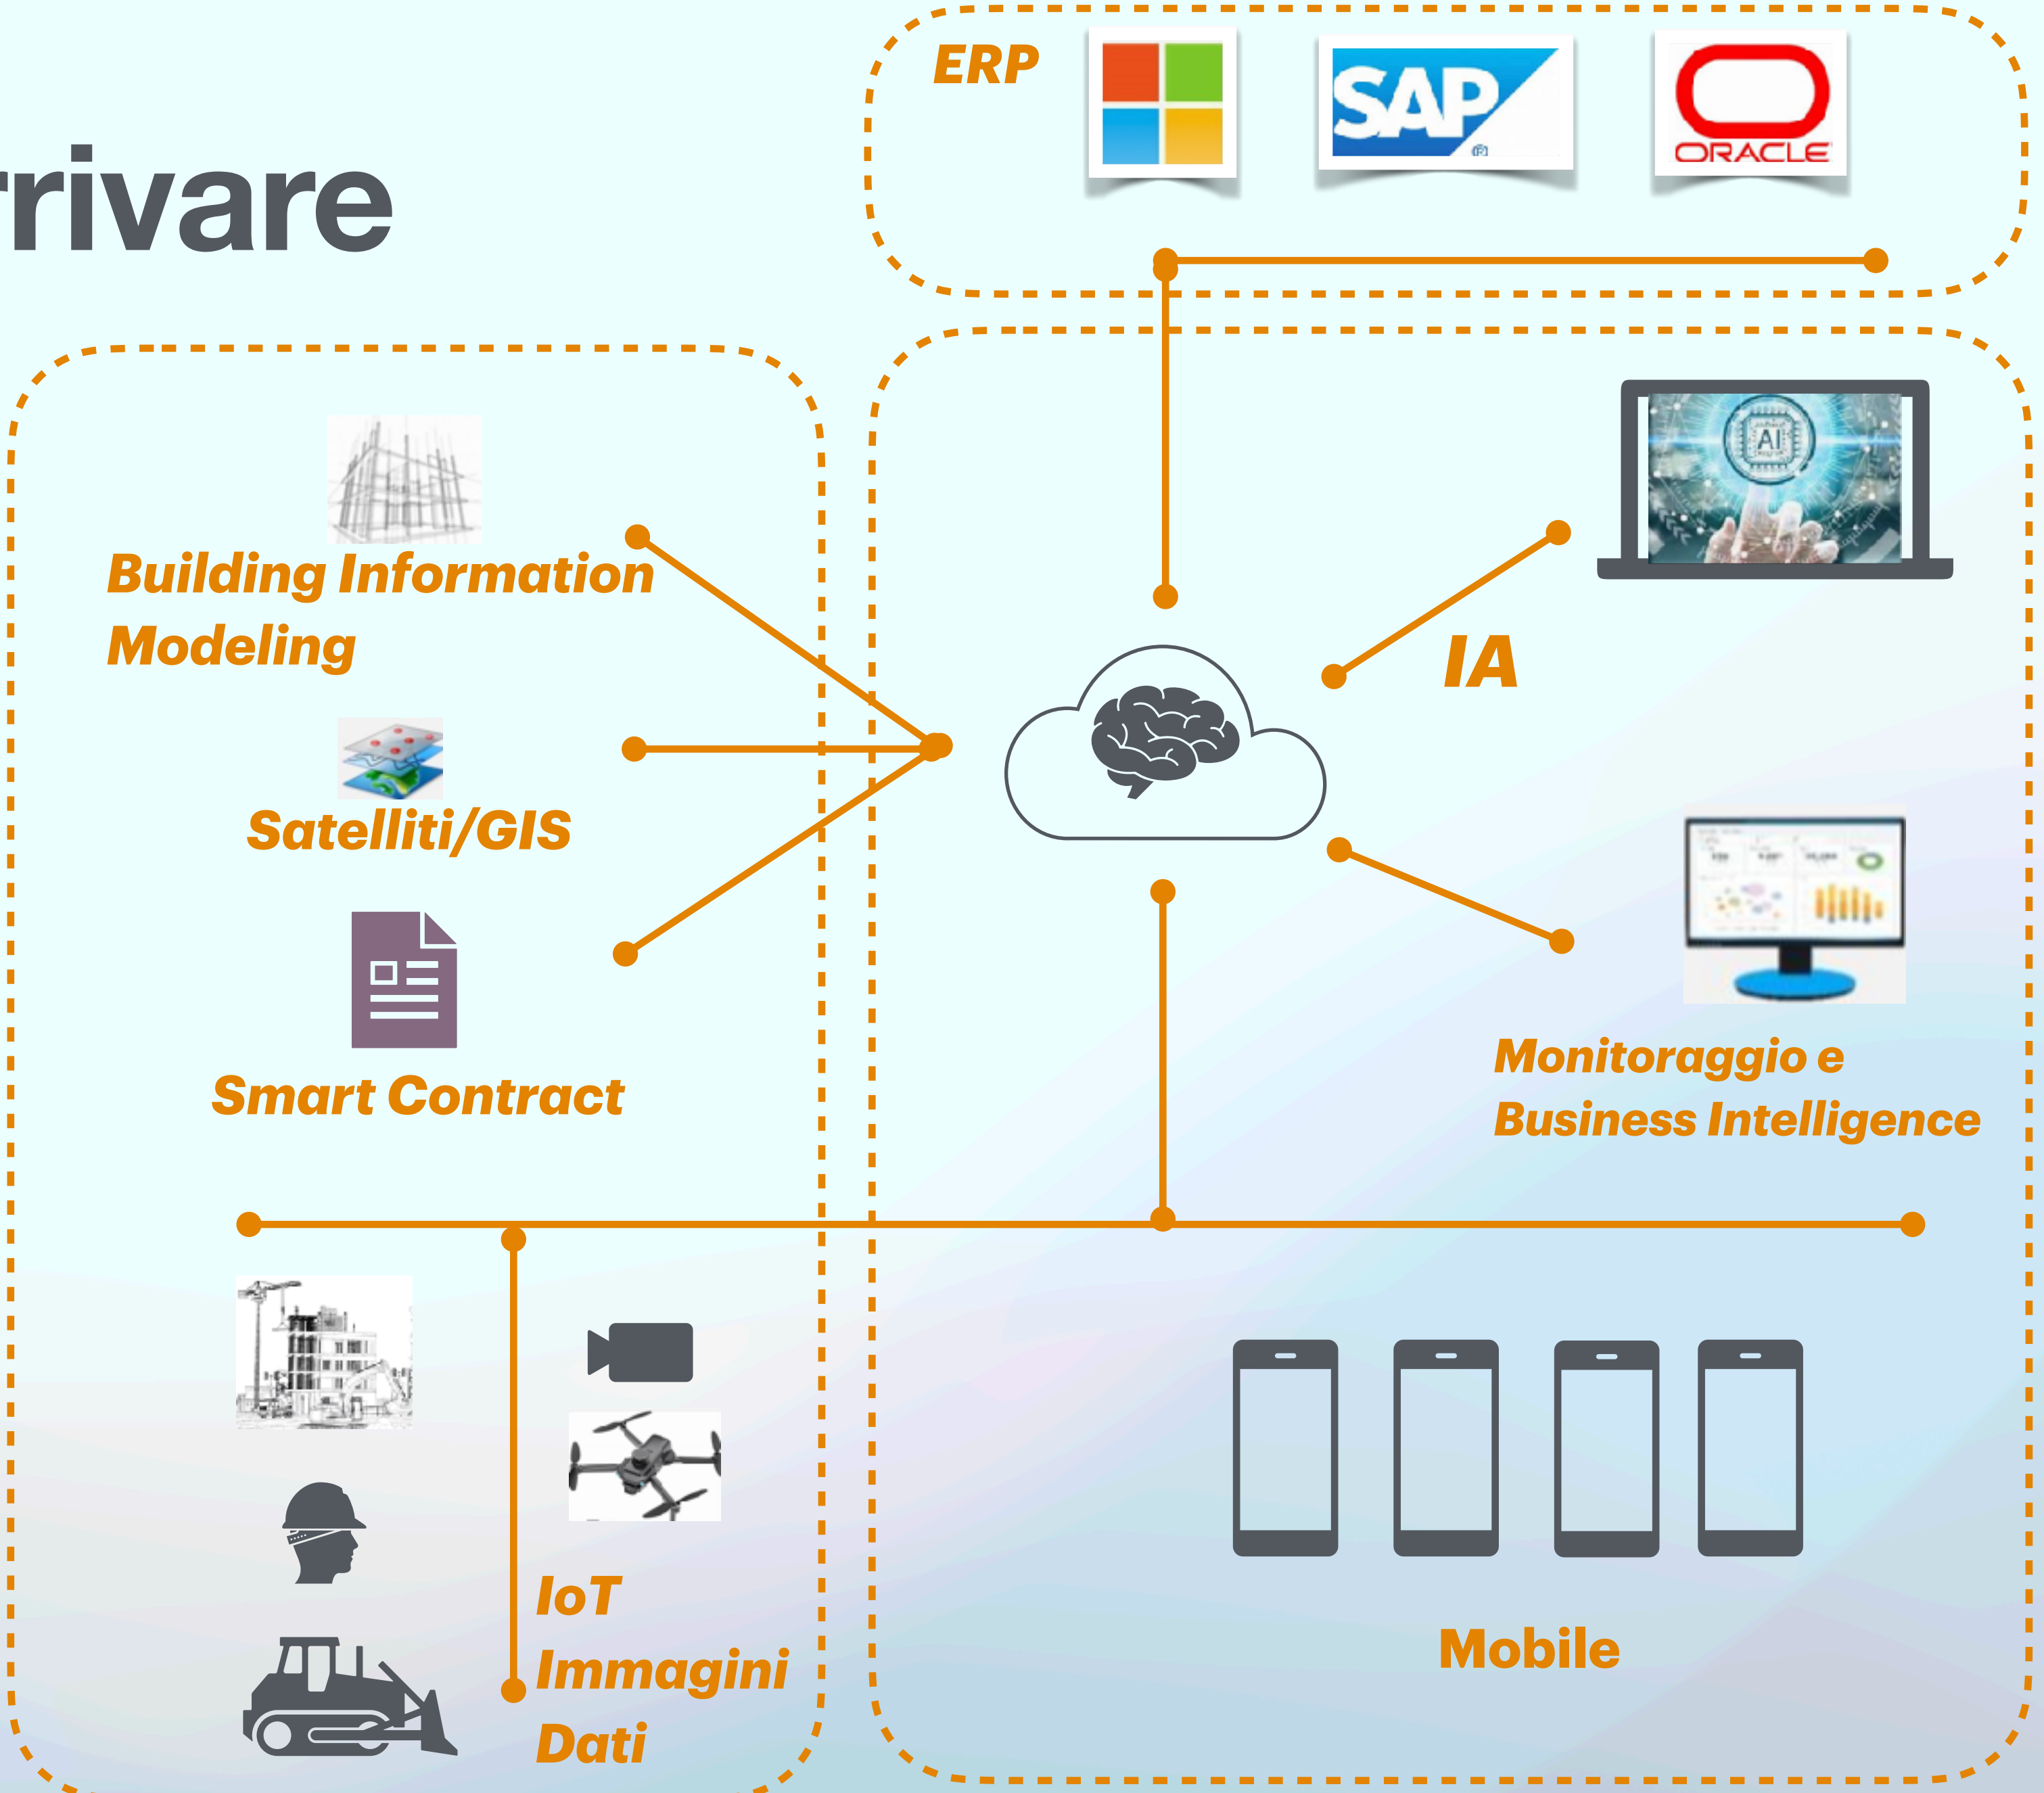 ERP
SAP
®
ORACLE
rrivare
AI
Building Information
Modeling
IA
Satelliti/GIS
Smart Contract
Monitoraggio e
Business Intelligence
IoT
Immagini
Dati
Mobile